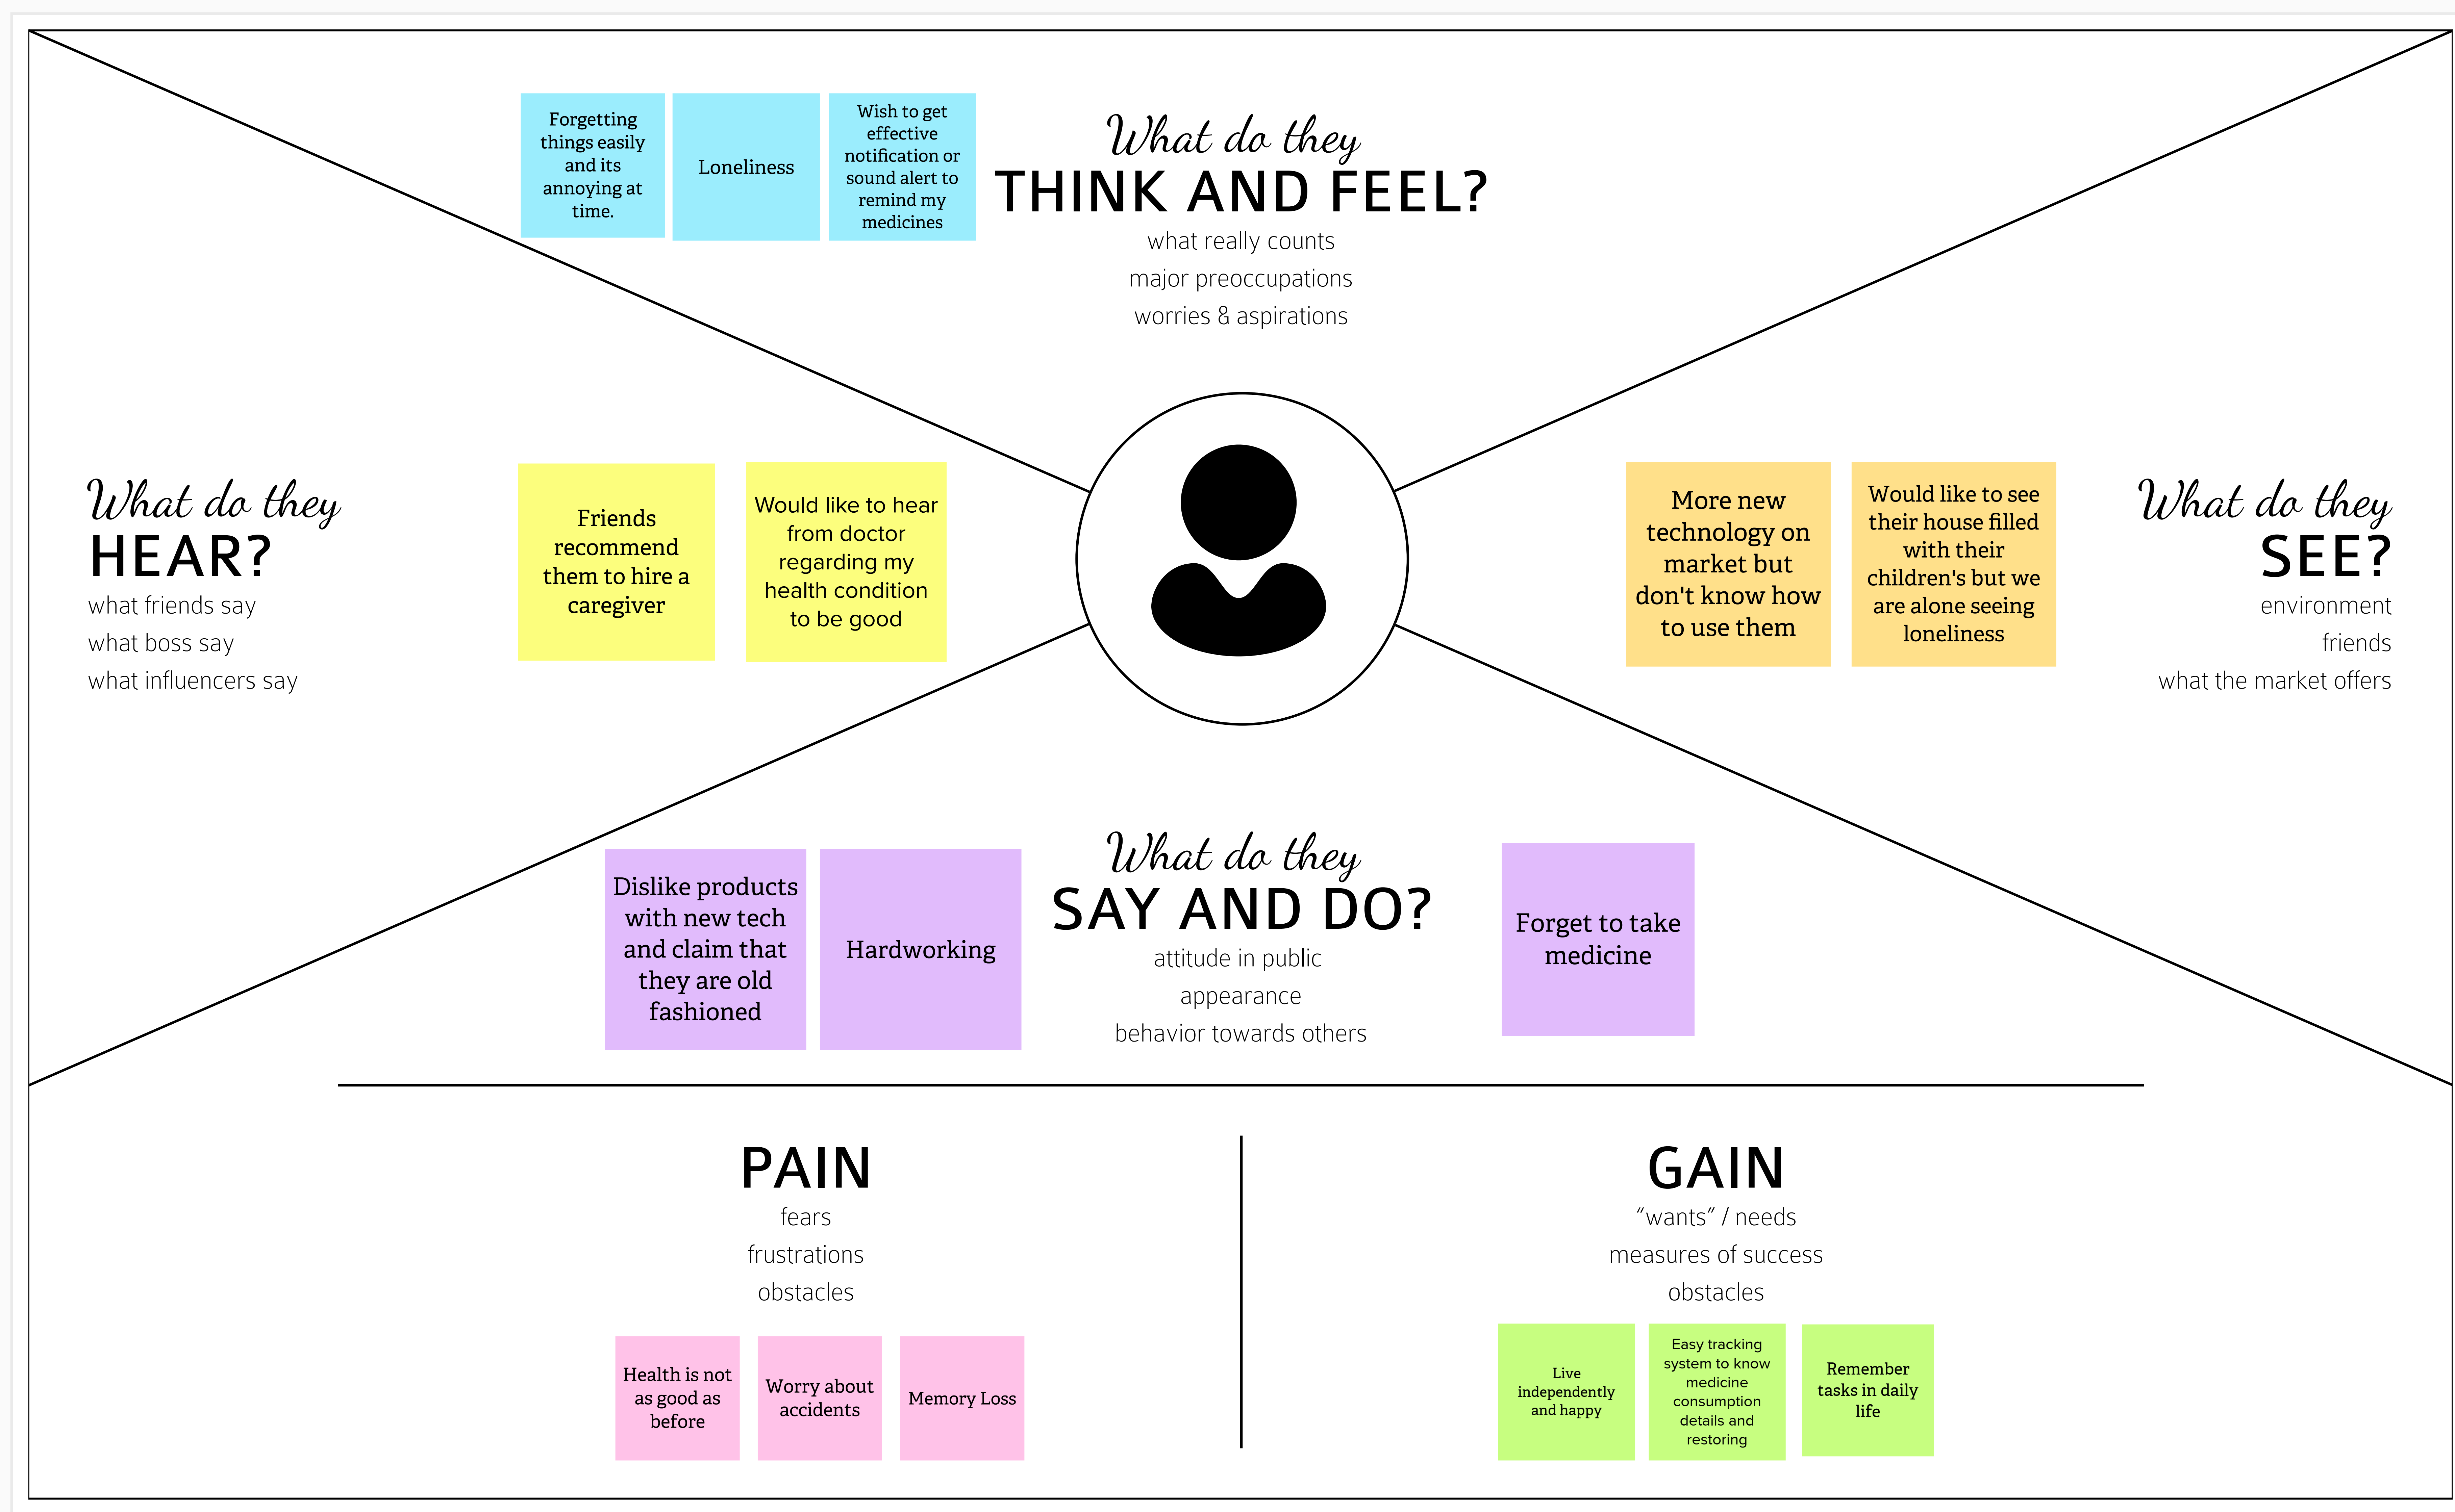 Forgetting
things easily
and its
annoying at
time.
Loneliness
Wish to get
effective
notification or
sound alert to
remind my
medicines
What do they
THINK AND FEEL?
what really counts
major preoccupations
worries & aspirations
What do they
HEAR?
what friends say
what boss say
what influencers say
Friends
recommend
them to hire a
caregiver
Would like to hear
from doctor
regarding my
health condition
to be good
More new
technology on
market but
don't know how
to use them
Would like to see
their house filled
with their
children's but we
are alone seeing
loneliness
What do they
SEE?
environment
friends
what the market offers
Dislike products
with new tech
and claim that
they are old
fashioned
Hardworking
What do they
SAY AND DO?
attitude in public
appearance
behavior towards others
Forget to take
medicine
PAIN
fears
frustrations
obstacles
Health is not
as good as
before
Worry about
accidents
Memory Loss
GAIN
“wants” / needs
measures of success
obstacles
Live
independently
and happy
Easy tracking
system to know
medicine
consumption
details and
restoring
Remember
tasks in daily
life